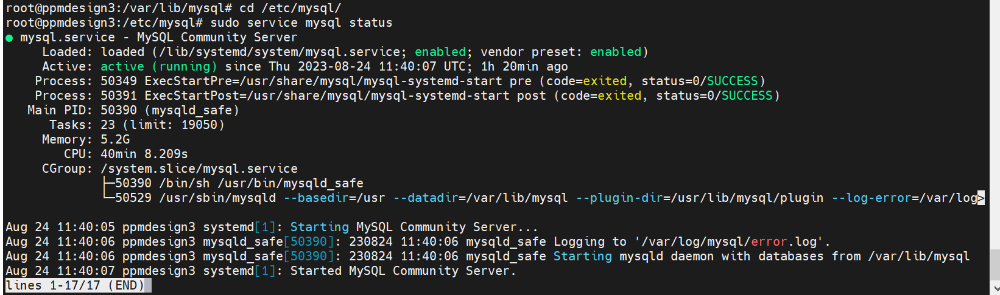 root@ppmdesign3:/var/lib/mysql# cd /etc/mysql/
root@ppmdesign3:/etc/mysql# sudo service mysql status
● mysql.service - MySQL Community Server
     Loaded: loaded (/lib/systemd/system/mysql.service; enabled; vendor preset: enabled)
     Active: active (running) since Thu 2023-08-24 11:40:07 UTC; 1h 20min ago
    Process: 50349 ExecStartPre=/usr/share/mysql/mysql-systemd-start pre (code=exited, status=0/SUCCESS)
    Process: 50391 ExecStartPost=/usr/share/mysql/mysql-systemd-start post (code=exited, status=0/SUCCESS)
   Main PID: 50390 (mysqld_safe)
      Tasks: 23 (limit: 19050)
     Memory: 5.2G
        CPU: 40min 8.209s
     CGroup: /system.slice/mysql.service
             ├─50390 /bin/sh /usr/bin/mysqld_safe
             └─50529 /usr/sbin/mysqld --basedir=/usr --datadir=/var/lib/mysql --plugin-dir=/usr/lib/mysql/plugin --log-error=/var/log>
Aug 24 11:40:05 ppmdesign3 systemd[1]: Starting MySQL Community Server...
Aug 24 11:40:06 ppmdesign3 mysqld_safe[50390]: 230824 11:40:06 mysqld_safe Logging to '/var/log/mysql/error.log'.
Aug 24 11:40:06 ppmdesign3 mysqld_safe[50390]: 230824 11:40:06 mysqld_safe Starting mysqld daemon with databases from /var/lib/mysql
Aug 24 11:40:07 ppmdesign3 systemd[1]: Started MySQL Community Server.
lines 1-17/17 (END)